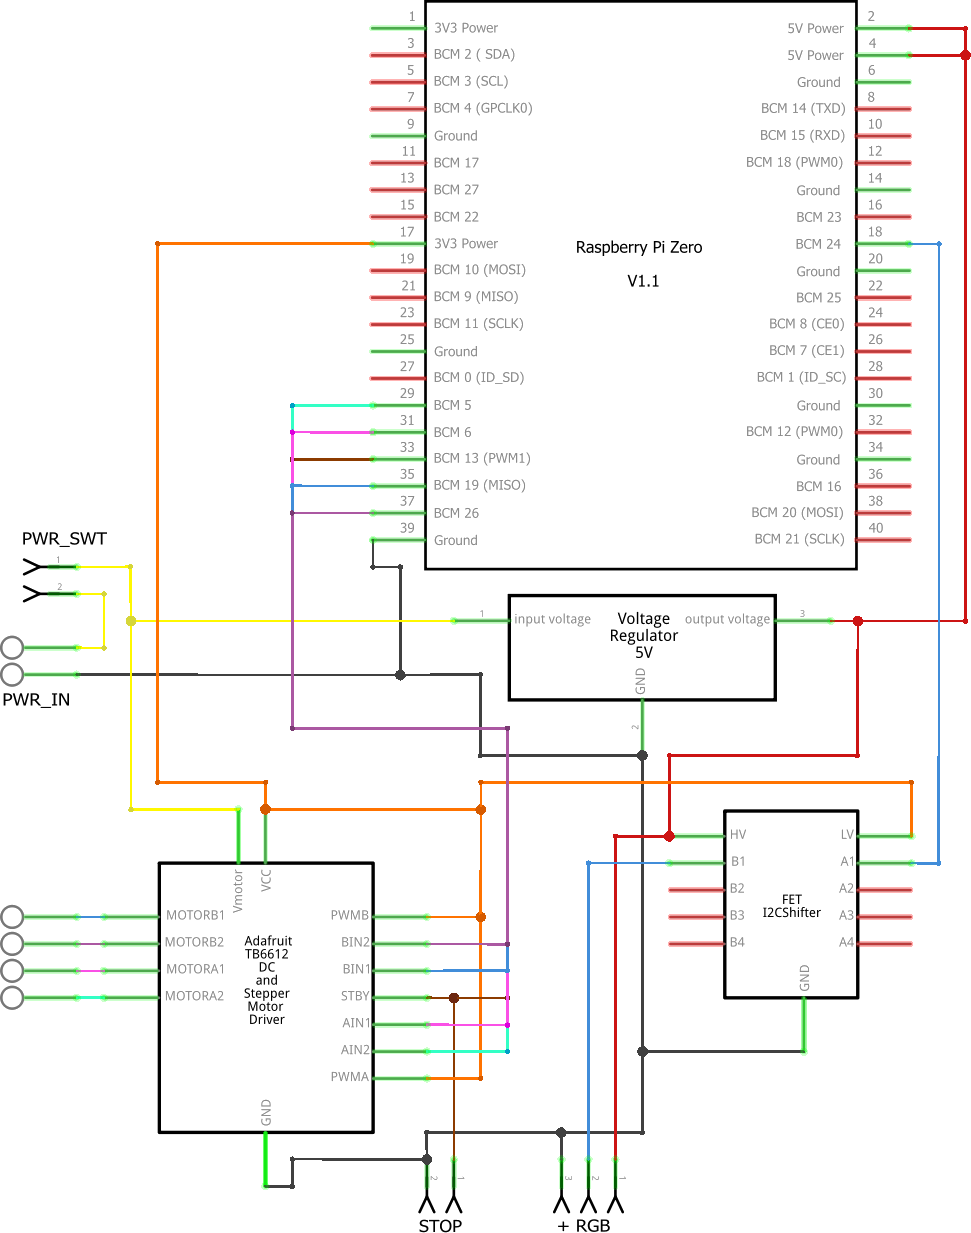 1 3V3 Power 5V Power 2
3 BCM 2 ( SDA) 5V Power 4
5 BCM 3 (SCL) Ground 6
7 BCM 4 (GPCLK0) BCM 14 (TXD) 8
9 Ground BCM 15 (RXD) 10
11 BCM 17 BCM 18 (PWM0) 12
13 BCM 27 Ground 14
15 BCM 22 BCM 23 16
17 3V3 Power BCM 24 18
19 BCM 10 (MOSI) Ground 20
21 BCM 9 (MISO) BCM 25 22
23 BCM 11 (SCLK) BCM 8 (CE0) 24
25 Ground BCM 7 (CE1) 26
27 BCM 0 (ID_SD) BCM 1 (ID_SC) 28
29 BCM 5 Ground 30
31 BCM 6 BCM 12 (PWM0) 32
33 BCM 13 (PWM1) Ground 34
35 BCM 19 (MISO) BCM 16 36
37 BCM 26 BCM 20 (MOSI) 38
39 Ground BCM 21 (SCLK) 40
Raspberry Pi Zero
V1.1
PWR_SWT
1
2
PWR_IN
1 input voltage output voltage 3
Voltage
Regulator
5V
GND
2
Vmotor
VCC
MOTORB1 PWMB
MOTORB2 BIN2
MOTORA1 BIN1
MOTORA2 STBY
AIN1
AIN2
PWMA
Adafruit
TB6612
DC
and
Stepper
Motor
Driver
GND
HV LV
B1 A1
B2 A2
B3 A3
B4 A4
FET
I2CShifter
GND
2 1
STOP
3 2 1
+ RGB